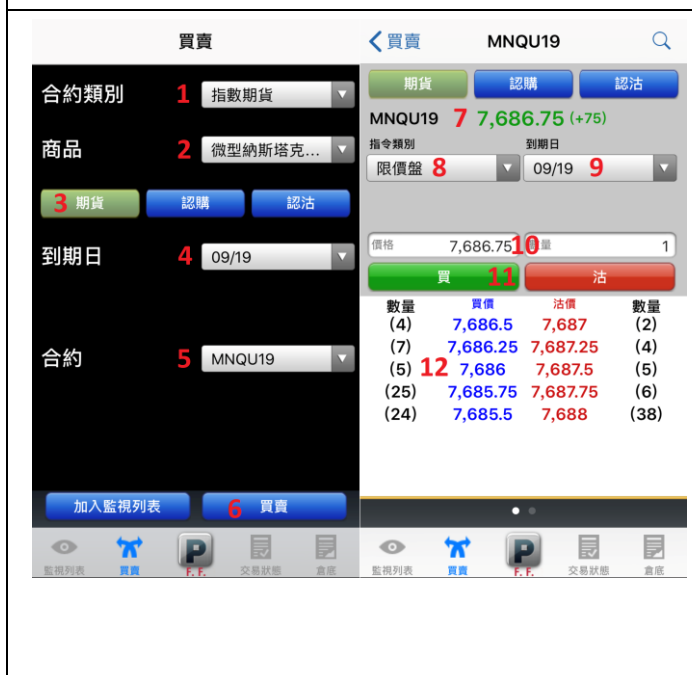 買賣
合約類別 1 指數期貨
商品 2 微型納斯塔克...
3 期貨 認購 認沽
到期日 4 09/19
合約 5 MNQU19
加入監視列表 6 買賣
監視列表 買賣 P F. F. 交易狀態 倉底
買賣 MNQU19
期貨 認購 認沽
MNQU19 7 7,686.75 (+75)
指令類別 到期日
限價盤 8 09/19 9
價格 7,686.75 10 量 1
買 11 沽
數量 買價 沽價 數量
(4) 7,686.5 7,687 (2)
(7) 7,686.25 7,687.25 (4)
(5) 12 7,686 7,687.5 (5)
(25) 7,685.75 7,687.75 (6)
(24) 7,685.5 7,688 (38)
監視列表 買賣 P F. F. 交易狀態 倉底